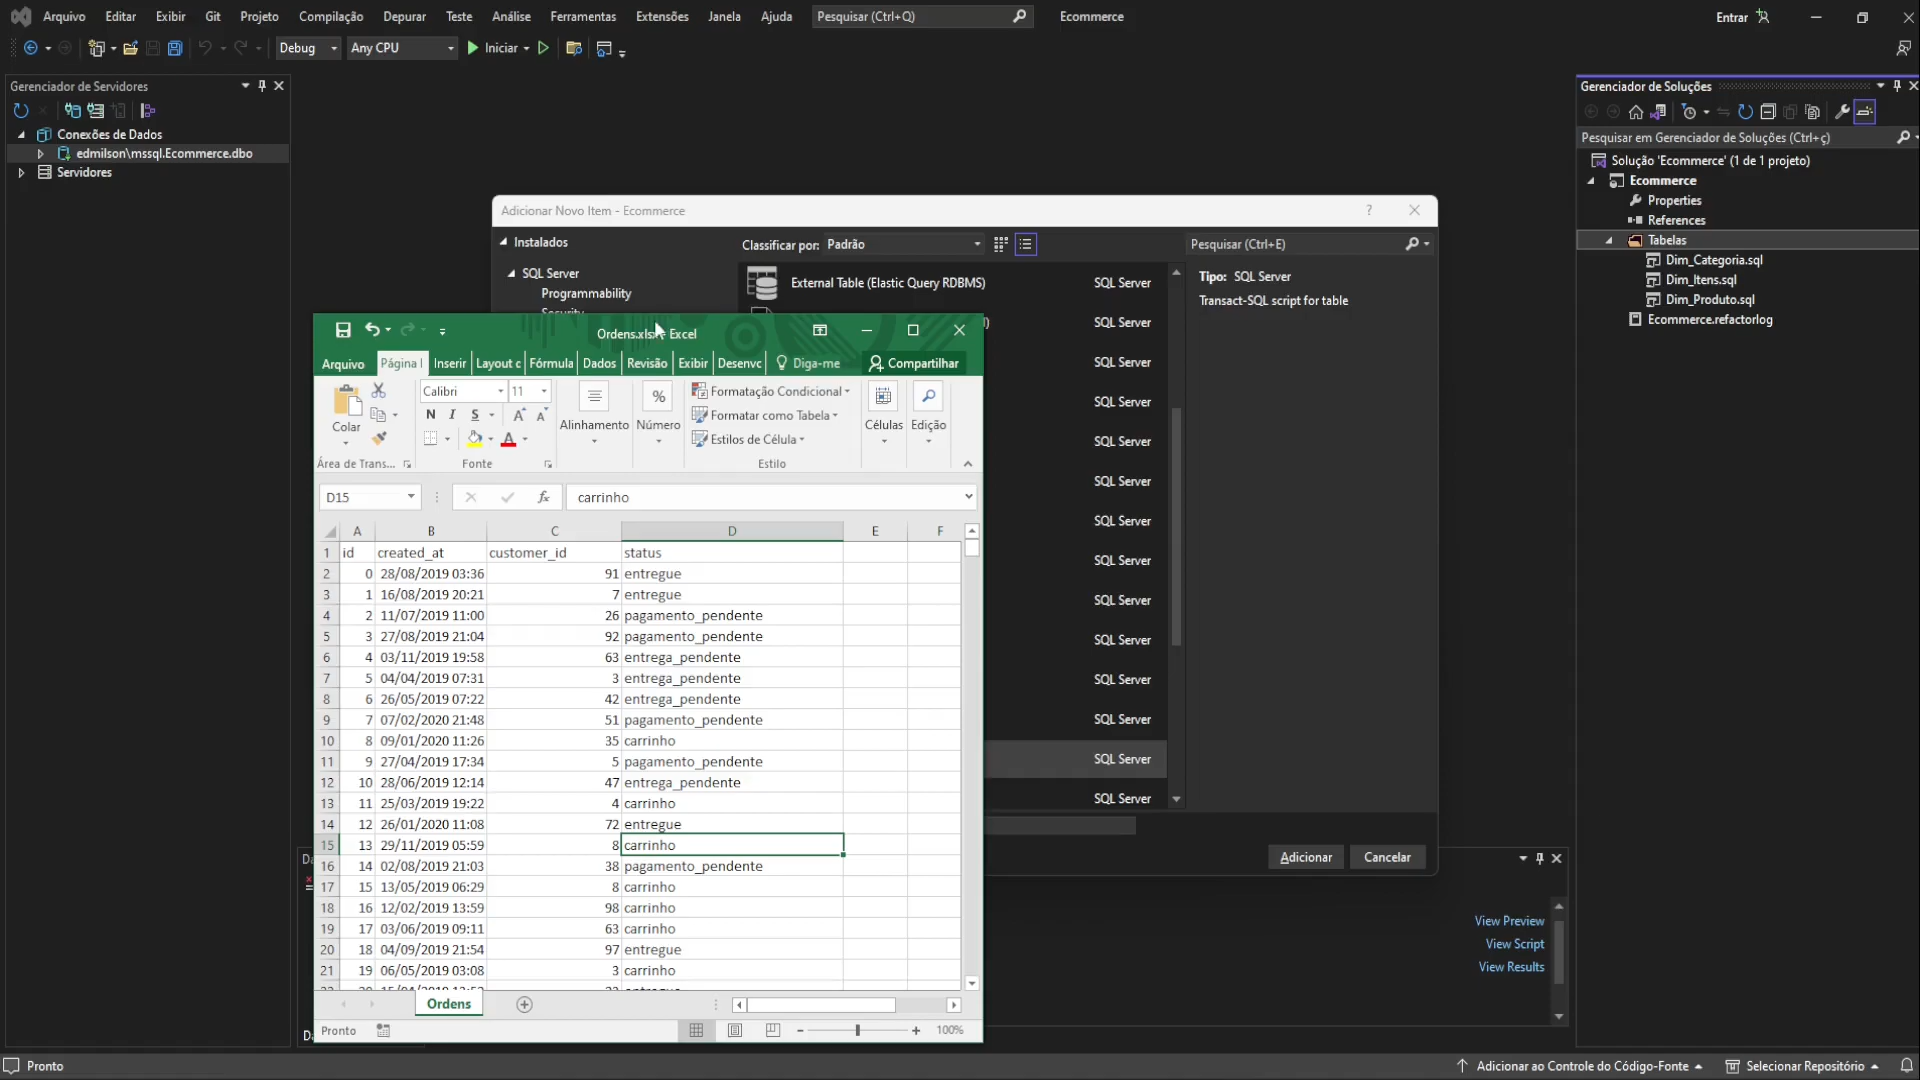 Arquivo Editar Exibir Git Projeto Compilação Depurar Teste Análise Ferramentas Extensões Janela Ajuda Pesquisar (Ctrl+Q) Ecommerce Entrar
Debug Any CPU Iniciar
Gerenciador de Servidores
Conexões de Dados
edmilson\mssql.Ecommerce.dbo
Servidores
Gerenciador de Soluções
Pesquisar em Gerenciador de Soluções (Ctrl+ç)
Solução 'Ecommerce' (1 de 1 projeto)
Ecommerce
Properties
References
Tabelas
Dim_Categoria.sql
Dim_Itens.sql
Dim_Produto.sql
Ecommerce.refactorlog
Adicionar Novo Item - Ecommerce
Instalados
SQL Server
Programmability
Security
Classificar por: Padrão
Pesquisar (Ctrl+E)
External Table (Elastic Query RDBMS) SQL Server
SQL Server
SQL Server
SQL Server
SQL Server
SQL Server
SQL Server
SQL Server
SQL Server
SQL Server
SQL Server
SQL Server
SQL Server
SQL Server
Tipo: SQL Server
Transact-SQL script for table
Adicionar Cancelar
Ordens.xlsx - Excel
Arquivo Página I Inserir Layout c Fórmula Dados Revisão Exibir Desenvc Diga-me Compartilhar
Colar
Calibri 11
N I S
Alinhamento
%
Número
Formatação Condicional
Formatar como Tabela
Estilos de Célula
Células
Edição
Área de Trans... Fonte Estilo
D15 fx carrinho
A B C D E F
1 id created_at customer_id status
2 0 28/08/2019 03:36 91 entregue
3 1 16/08/2019 20:21 7 entregue
4 2 11/07/2019 11:00 26 pagamento_pendente
5 3 27/08/2019 21:04 92 pagamento_pendente
6 4 03/11/2019 19:58 63 entrega_pendente
7 5 04/04/2019 07:31 3 entrega_pendente
8 6 26/05/2019 07:22 42 entrega_pendente
9 7 07/02/2020 21:48 51 pagamento_pendente
10 8 09/01/2020 11:26 35 carrinho
11 9 27/04/2019 17:34 5 pagamento_pendente
12 10 28/06/2019 12:14 47 entrega_pendente
13 11 25/03/2019 19:22 4 carrinho
14 12 26/01/2020 11:08 72 entregue
15 13 29/11/2019 05:59 8 carrinho
16 14 02/08/2019 21:03 38 pagamento_pendente
17 15 13/05/2019 06:29 8 carrinho
18 16 12/02/2019 13:59 98 carrinho
19 17 03/06/2019 09:11 63 carrinho
20 18 04/09/2019 21:54 97 entregue
21 19 06/05/2019 03:08 3 carrinho
Ordens
Pronto 100%
View Preview
View Script
View Results
Pronto
Adicionar ao Controle do Código-Fonte Selecionar Repositório